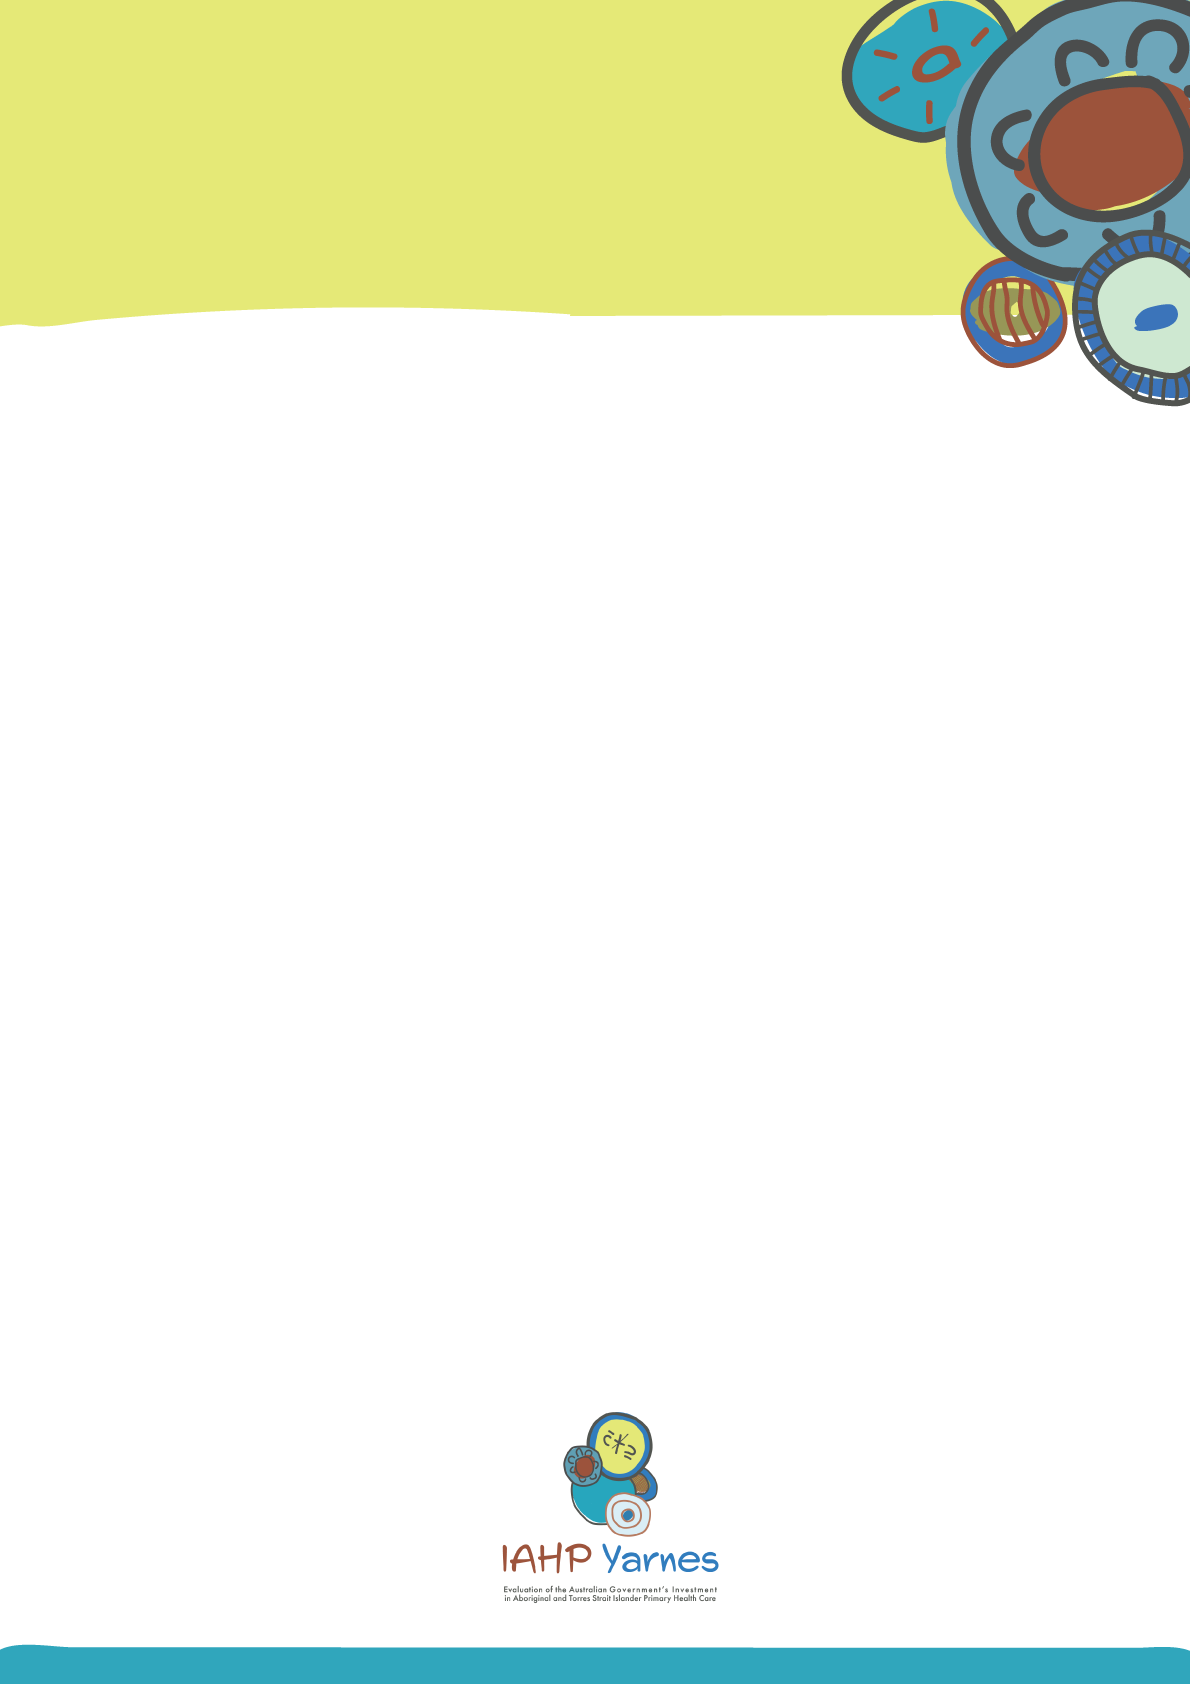 IAHP Yarnes
Evaluation of the Australian Government's Investment
in Aboriginal and Torres Strait Islander Primary Health Care